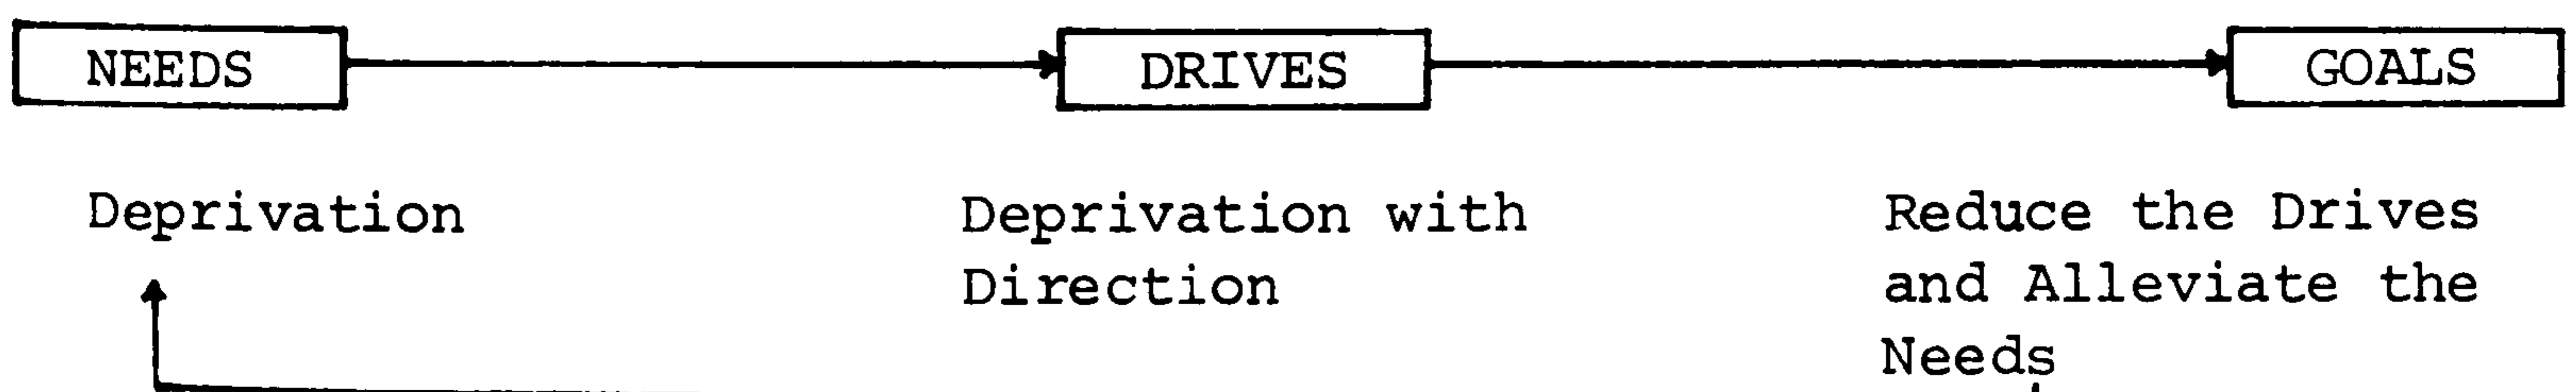 NEEDS DRIVES GOALS
Deprivation
Deprivation with
Direction
Reduce the Drives
and Alleviate the
Needs